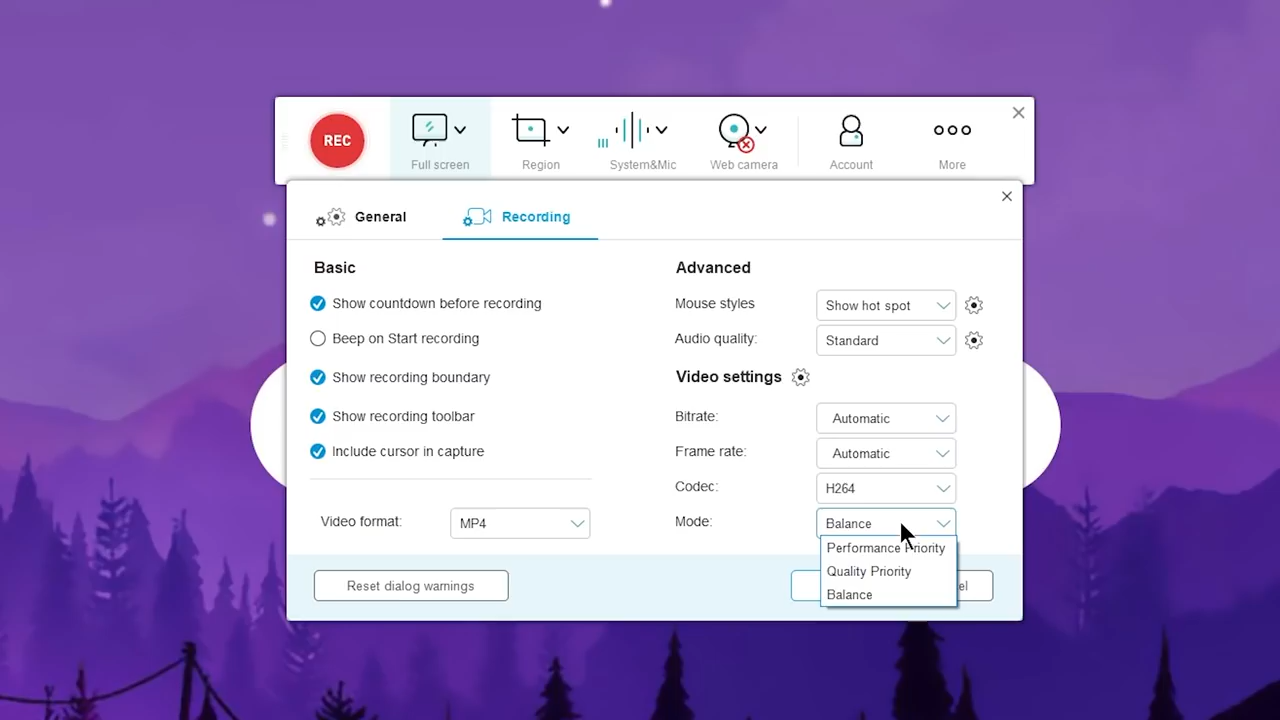 REC
Full screen
Region
System&Mic
Web camera
Account
More
General
Recording
Basic
Show countdown before recording
Beep on Start recording
Show recording boundary
Show recording toolbar
Include cursor in capture
Video format:
MP4
Advanced
Mouse styles
Show hot spot
Audio quality:
Standard
Video settings
Bitrate:
Automatic
Frame rate:
Automatic
Codec:
H264
Mode:
Balance
Performance Priority
Quality Priority
Balance
Reset dialog warnings